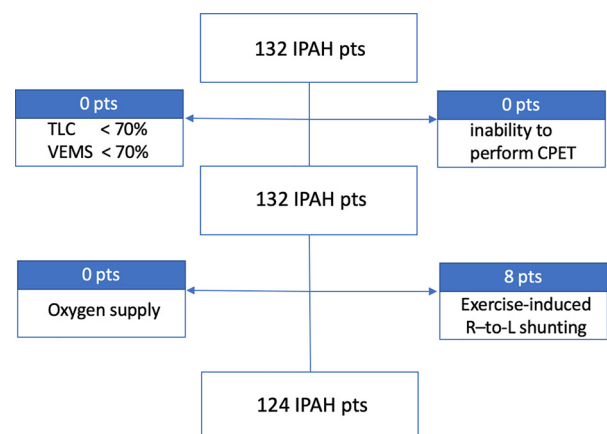 132 IPAH pts
0 pts
TLC < 70%
VEMS < 70%
0 pts
inability to
perform CPET
132 IPAH pts
0 pts
Oxygen supply
8 pts
Exercise-induced
R–to-L shunting
124 IPAH pts